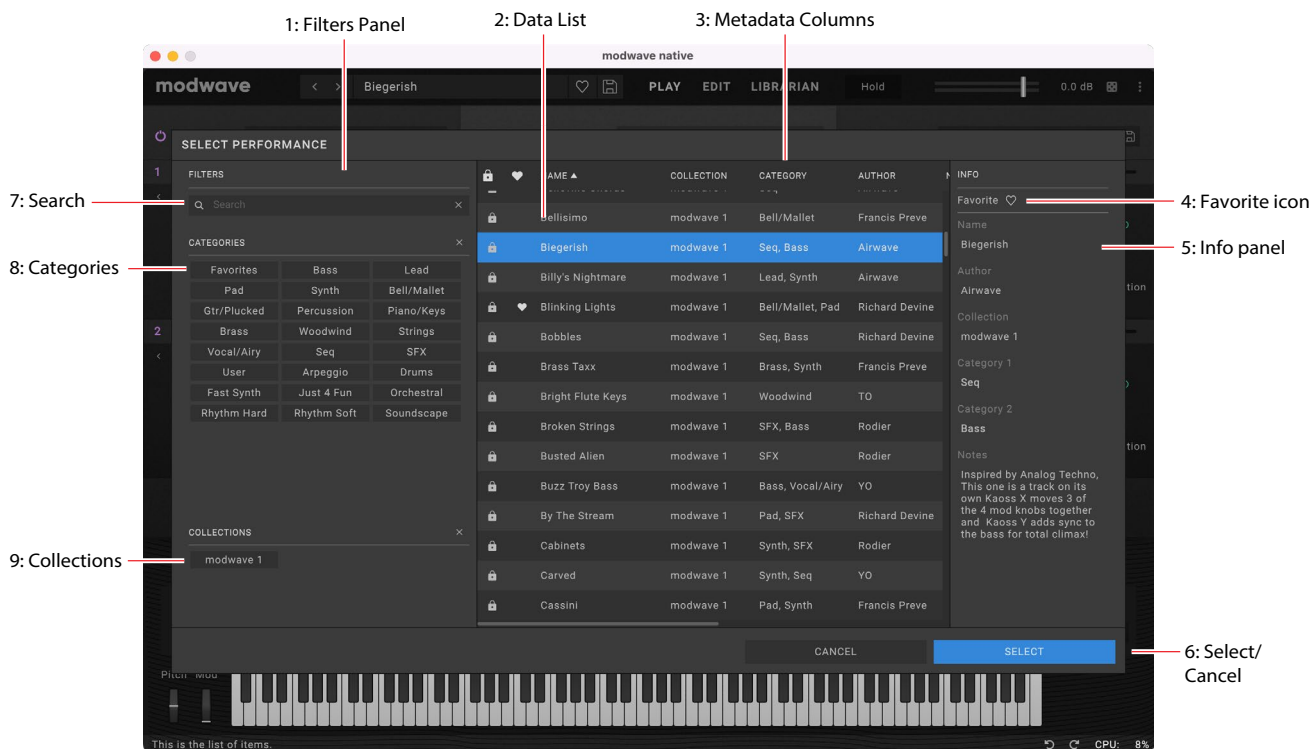 1: Filters Panel
2: Data List
3: Metadata Columns
modwave native
modwave
Biegerish
PLAY EDIT LIBRARIAN
Hold
0.0 dB
SELECT PERFORMANCE
1
FILTERS
NAME ▲ COLLECTION CATEGORY AUTHOR N
INFO
7: Search
Search
Favorite
4: Favorite icon
Bellisimo modwave 1 Bell/Mallet Francis Preve
Name
8: Categories
CATEGORIES
Biegerish modwave 1 Seq, Bass Airwave
Biegerish
5: Info panel
Favorites Bass Lead
Billy's Nightmare modwave 1 Lead, Synth Airwave
Author
Airwave
Pad Synth Bell/Mallet
tion
Gtr/Plucked Percussion Piano/Keys
Blinking Lights modwave 1 Bell/Mallet, Pad Richard Devine
Collection
2
Brass Woodwind Strings
Bobbles modwave 1 Seq, Bass Richard Devine
modwave 1
Vocal/Airy Seq SFX
Brass Taxx modwave 1 Brass, Synth Francis Preve
Category 1
User Arpeggio Drums
Seq
Fast Synth Just 4 Fun Orchestral
Bright Flute Keys modwave 1 Woodwind TO
Category 2
Rhythm Hard Rhythm Soft Soundscape
Broken Strings modwave 1 SFX, Bass Rodier
Bass
Busted Alien modwave 1 SFX Rodier
Notes
tion
Buzz Troy Bass modwave 1 Bass, Vocal/Airy YO
Inspired by Analog Techno,
This one is a track on its
own Kaoss X moves 3 of
the 4 mod knobs together
and Kaoss Y adds sync to
the bass for total climax!
By The Stream modwave 1 Pad, SFX Richard Devine
COLLECTIONS
Cabinets modwave 1 Synth, SFX Rodier
9: Collections
modwave 1
Carved modwave 1 Synth, Seq YO
Cassini modwave 1 Pad, Synth Francis Preve
CANCEL
SELECT
6: Select/
Cancel
Pitch Mod
This is the list of items.
CPU: 8%